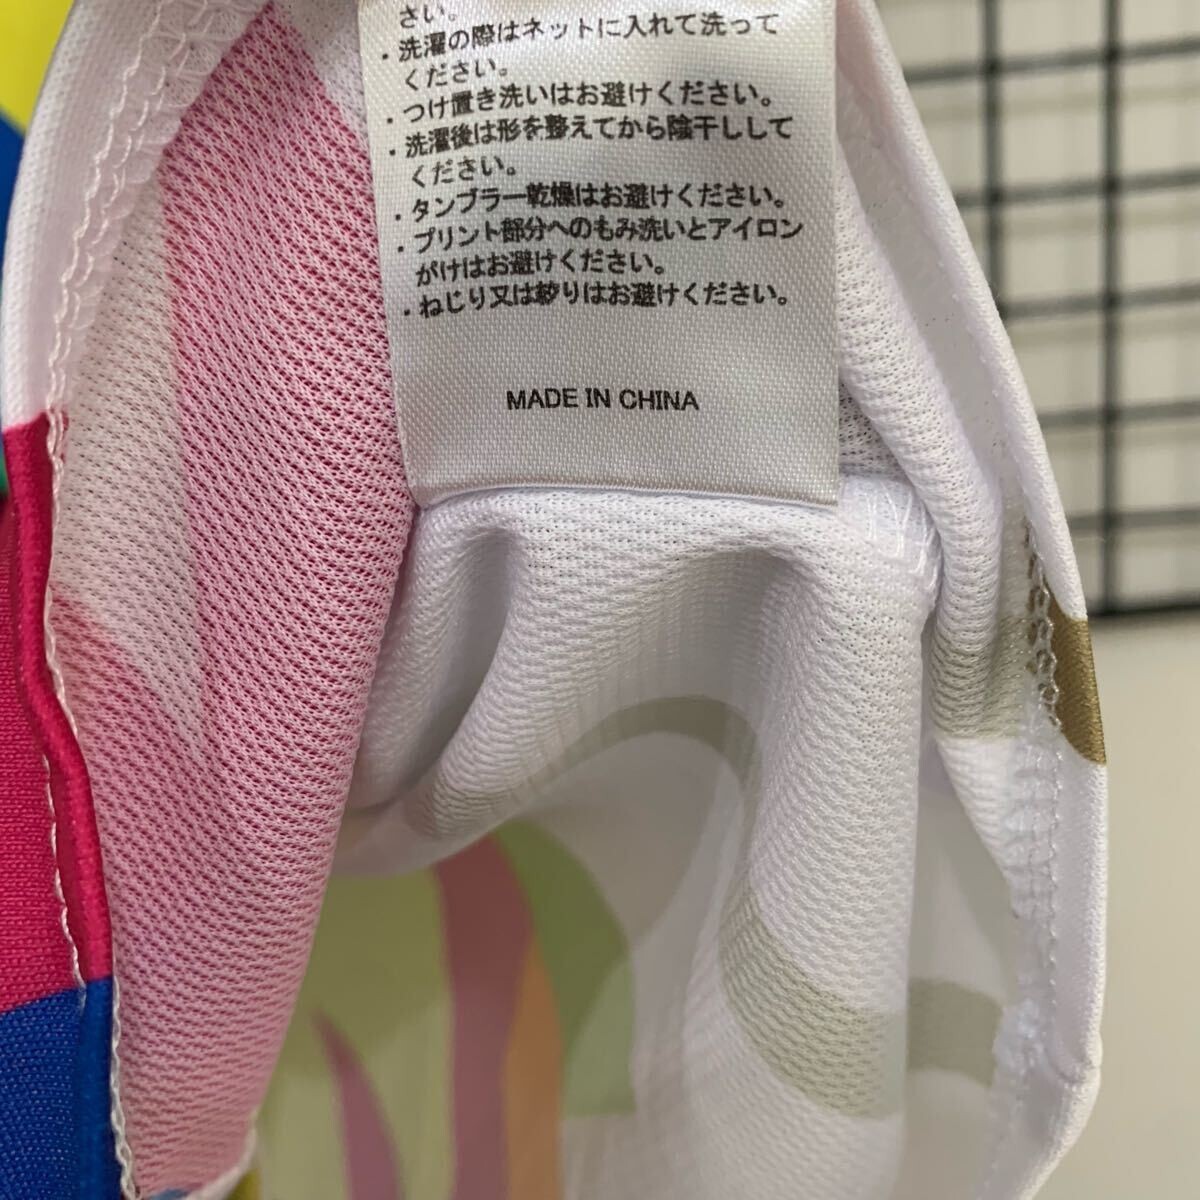 さい。
・洗濯の際はネットに入れて洗って
ください。
・つけ置き洗いはお避けください。
・洗濯後は形を整えてから陰干しして
ください。
・タンブラー乾燥はお避けください。
・プリント部分へのもみ洗いとアイロン
がけはお避けください。
・ねじり又は絞りはお避けください。
MADE IN CHINA